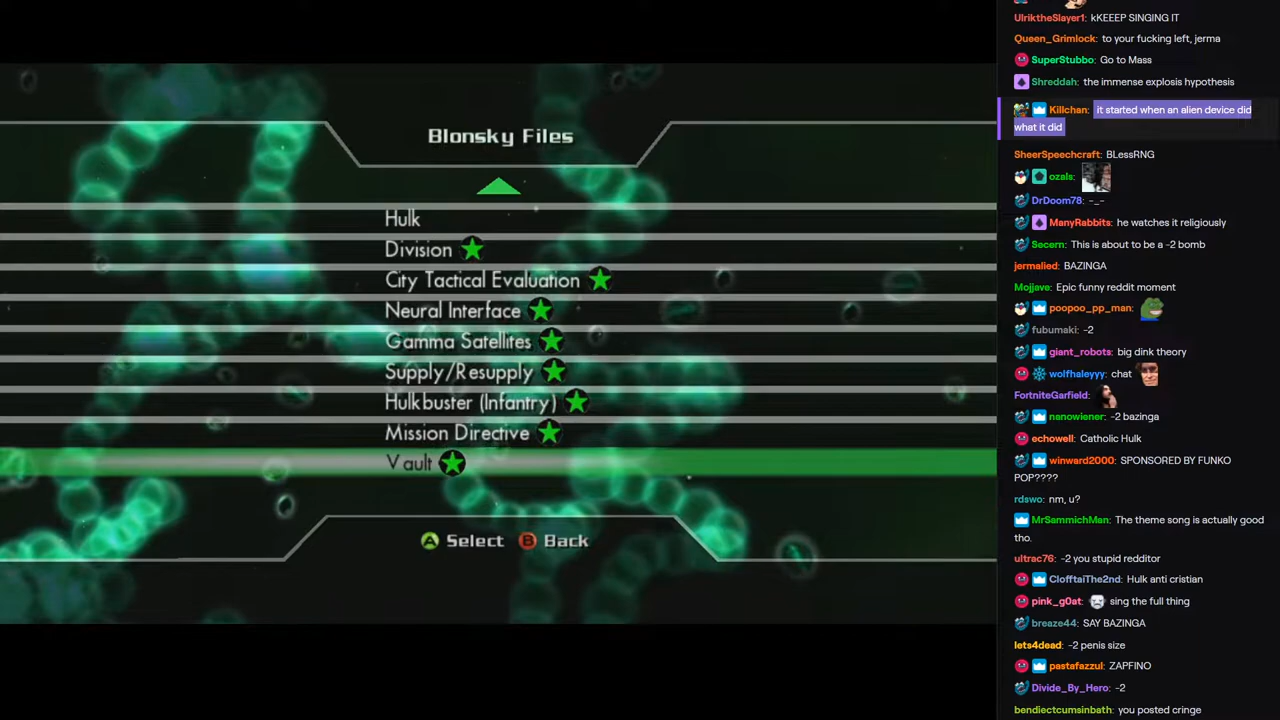 Blonsky Files
Hulk
Division
City Tactical Evaluation
Neural Interface
Gamma Satellites
Supply/Resupply
Hulkbuster (Infantry)
Mission Directive
Vault
A Select B Back
UlriktheSlayer1: kKEEEP SINGING IT
Queen_Grimlock: to your fucking left, jerma
SuperStubbo: Go to Mass
Shreddah: the immense explosis hypothesis
Killchan: it started when an alien device did
what it did
SheerSpeechcraft: BLessRNG
ozals:
DrDoom78: -_-
ManyRabbits: he watches it religiously
Secern: This is about to be a -2 bomb
jermalied: BAZINGA
Mojjave: Epic funny reddit moment
poopoo_pp_man:
fubumaki: -2
giant_robots: big dink theory
wolfhaleyyy: chat
FortniteGarfield:
nanowiener: -2 bazinga
echowell: Catholic Hulk
winward2000: SPONSORED BY FUNKO
POP????
rdswo: nm, u?
MrSammichMan: The theme song is actually good
tho.
ultrac76: -2 you stupid redditor
ClofftaiThe2nd: Hulk anti cristian
pink_g0at: sing the full thing
breaze44: SAY BAZINGA
lets4dead: -2 penis size
pastafazzul: ZAPFINO
Divide_By_Hero: -2
bendiectcumsinbath: you posted cringe